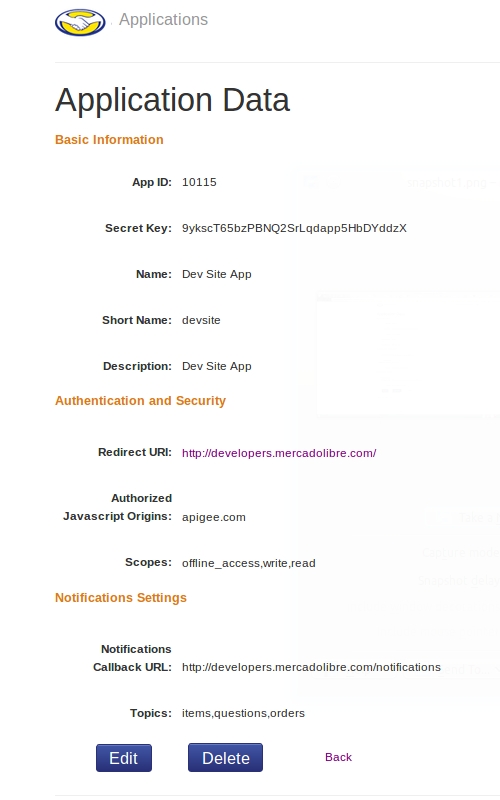 Applications
Application Data
Basic Information
App ID: 10115
Secret Key: 9ykscT65bzPBNQ2SrLqdapp5HbDYddzX
Name: Dev Site App
Short Name: devsite
Description: Dev Site App
Authentication and Security
Redirect URI: http://developers.mercadolibre.com/
Authorized
Javascript Origins: apigee.com
Scopes: offline_access,write,read
Notifications Settings
Notifications
Callback URL: http://developers.mercadolibre.com/notifications
Topics: items,questions,orders
Edit Delete Back